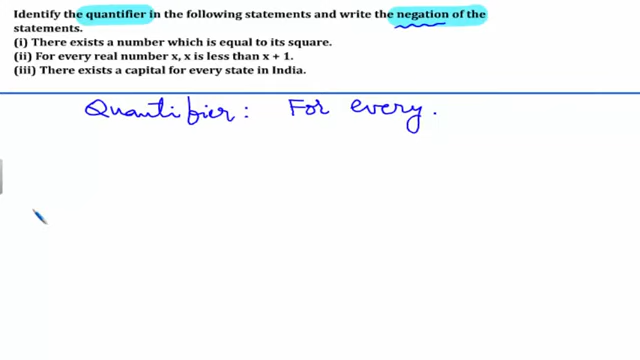 Identify the quantifier in the following statements and write the negation of the
statements.
(i) There exists a number which is equal to its square.
(ii) For every real number x, x is less than x + 1.
(iii) There exists a capital for every state in India.
Quantifier: For every.